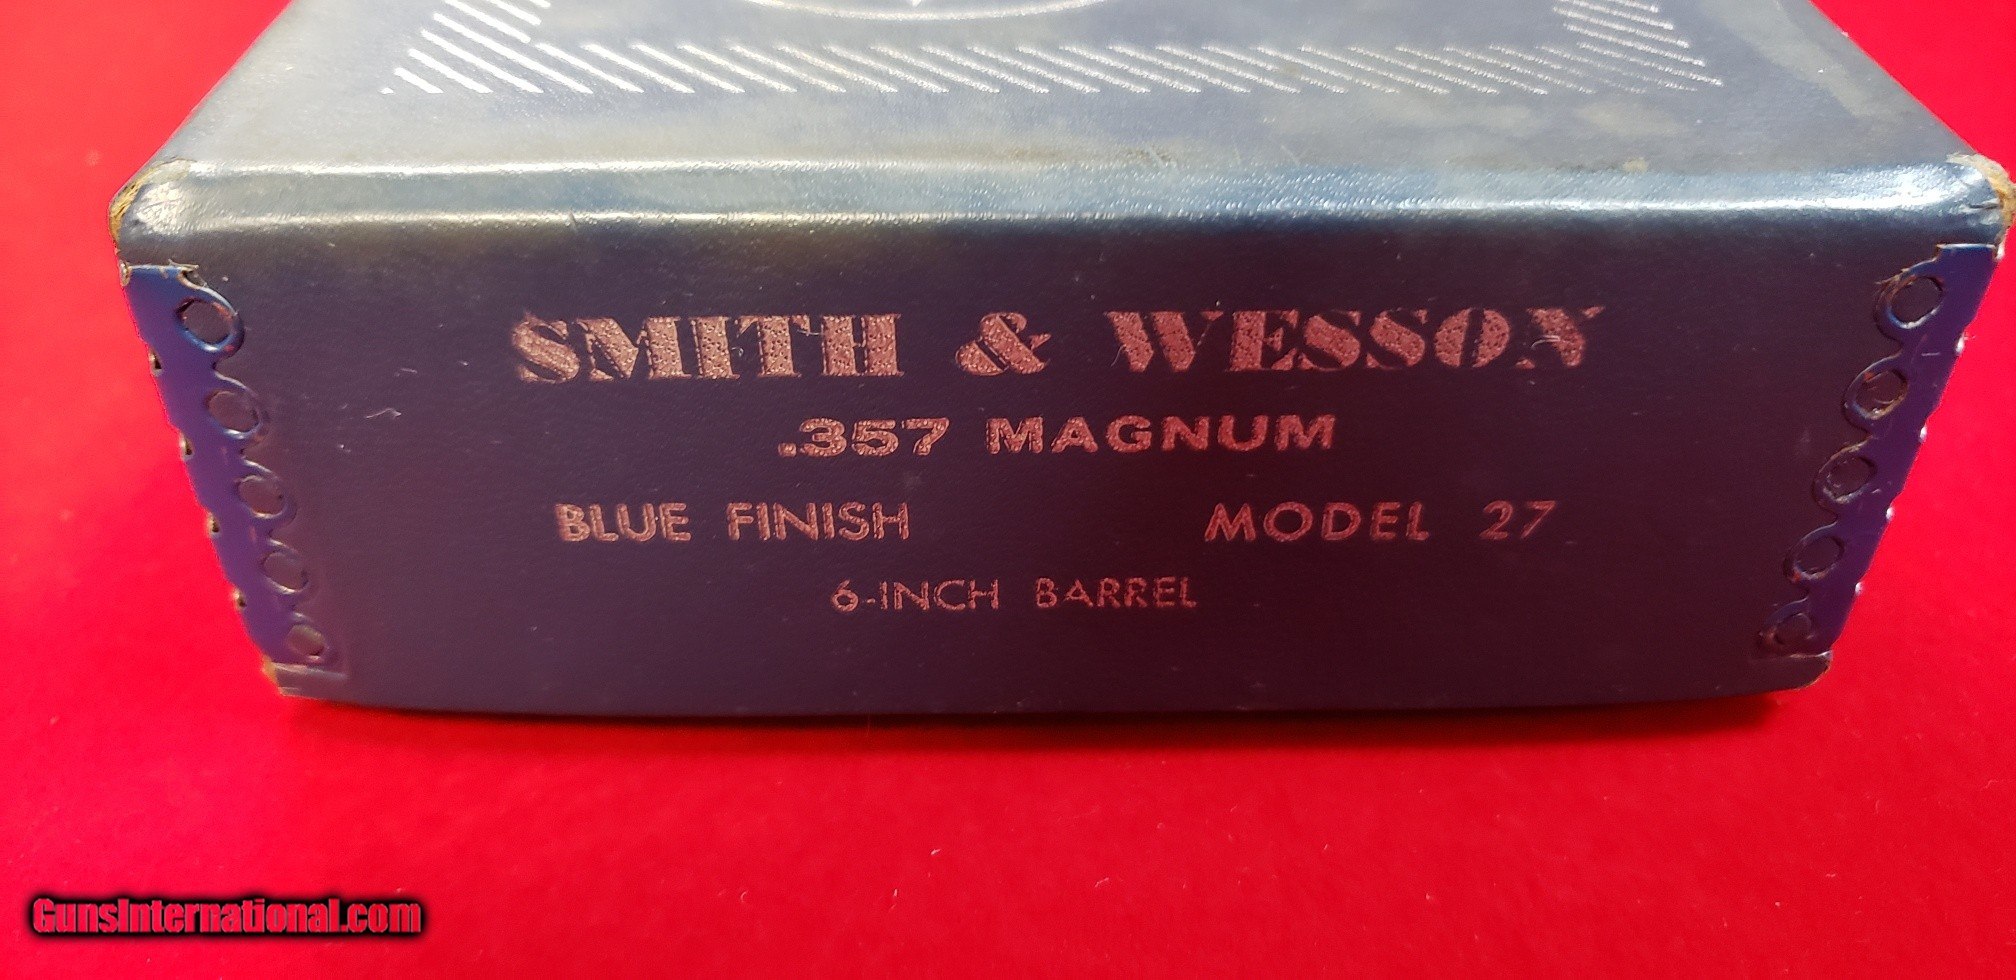 SMITH & WESSON
.357 MAGNUM
BLUE FINISH MODEL 27
6-INCH BARREL
GunsInternational.com